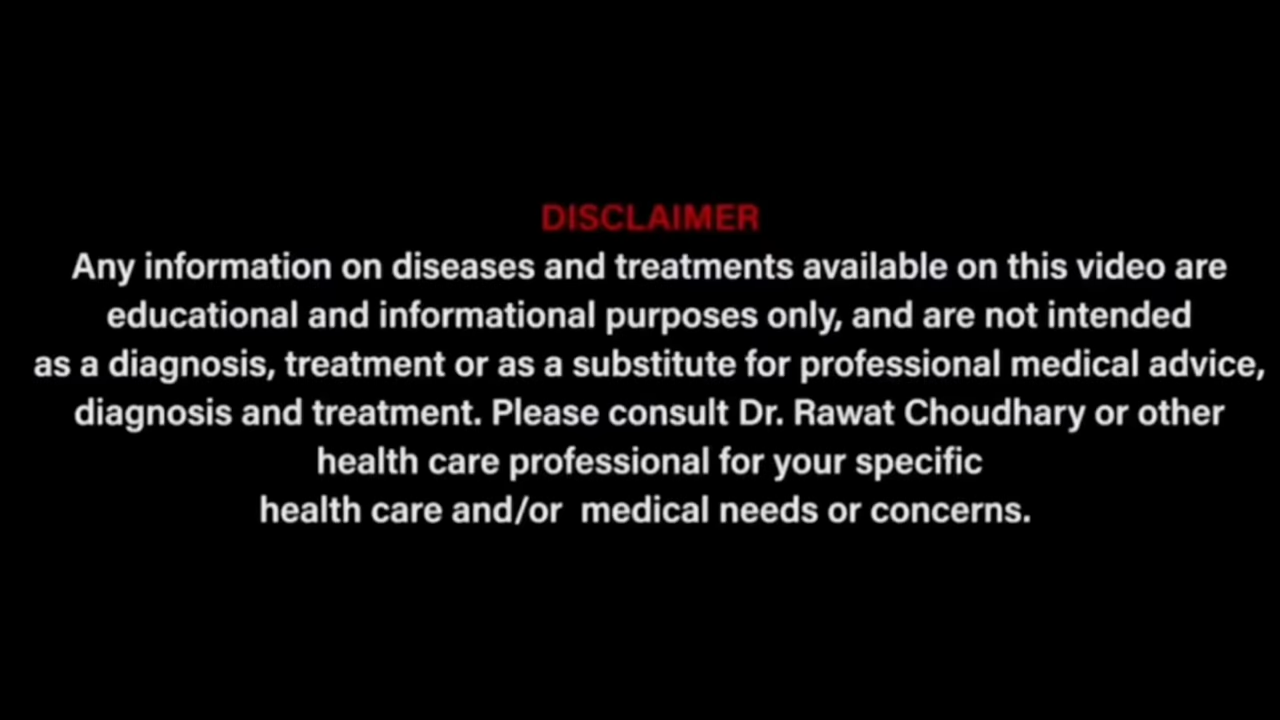 DISCLAIMER
Any information on diseases and treatments available on this video are
educational and informational purposes only, and are not intended
as a diagnosis, treatment or as a substitute for professional medical advice,
diagnosis and treatment. Please consult Dr. Rawat Choudhary or other
health care professional for your specific
health care and/or  medical needs or concerns.